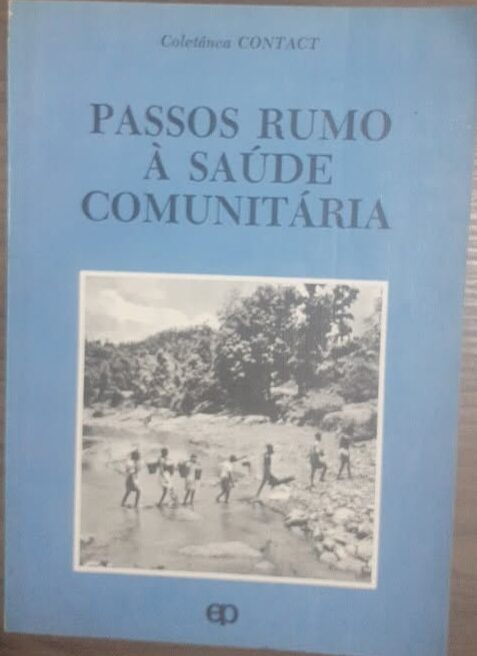 Coletânea CONTACT
PASSOS RUMO
À SAÚDE
COMUNITÁRIA
ep